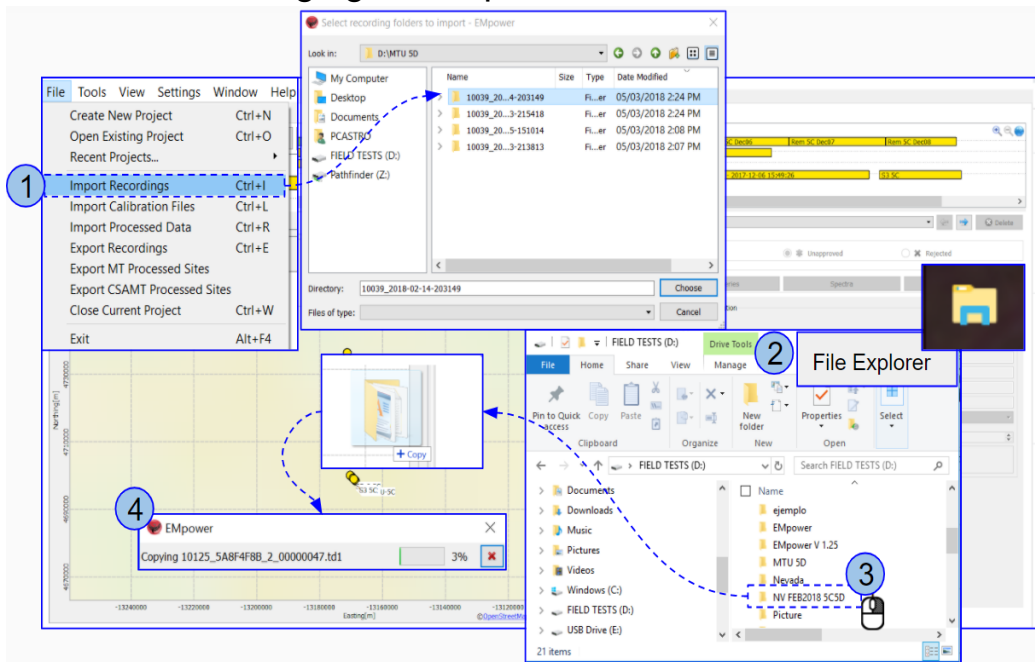 Select recording folders to import - EMpower
Look in:
D:\MTU 5D
My Computer
Desktop
Documents
PCASTRO
FIELD TESTS (D:)
Pathfinder (Z:)
Name Size Type Date Modified
10039_20...4-203149 Fi...er 05/03/2018 2:24 PM
10039_20...3-215418 Fi...er 05/03/2018 2:24 PM
10039_20...5-151014 Fi...er 05/03/2018 2:08 PM
10039_20...3-213813 Fi...er 05/03/2018 2:07 PM
Directory: 10039_2018-02-14-203149 Choose
Files of type: Cancel
File Tools View Settings Window Help
Create New Project Ctrl+N
Open Existing Project Ctrl+O
Recent Projects...
1
Import Recordings Ctrl+I
Import Calibration Files Ctrl+L
Import Processed Data Ctrl+R
Export Recordings Ctrl+E
Export MT Processed Sites
Export CSAMT Processed Sites
Close Current Project Ctrl+W
Exit Alt+F4
SC Dec06 Rem SC Dec07 Rem SC Dec08
- 2017-12-06 15:49:26 S3 SC
Delete
Unapproved Rejected
Spectra
2
File Explorer
FIELD TESTS (D:) Drive Tools
File Home Share View Manage
Pin to Quick access
Copy
Paste
New folder
Properties
Select
Clipboard Organize New Open
FIELD TESTS (D:) Search FIELD TESTS (D:)
Documents
Downloads
Music
Pictures
Videos
Windows (C:)
FIELD TESTS (D:)
USB Drive (E:)
Name
ejemplo
EMpower
EMpower V 1.25
MTU 5D
Nevada
NV FEB2018 5C5D
Picture
3
21 items
+ Copy
S3 SC U-5C
4
EMpower
Copying 10125_5A8F4F8B_2_00000047.td1 3%
Northing[m]
4730000
4710000
4690000
4670000
-13240000 -13220000 -13200000 -13180000 -13160000 -13140000 -13120000
Easting[m]